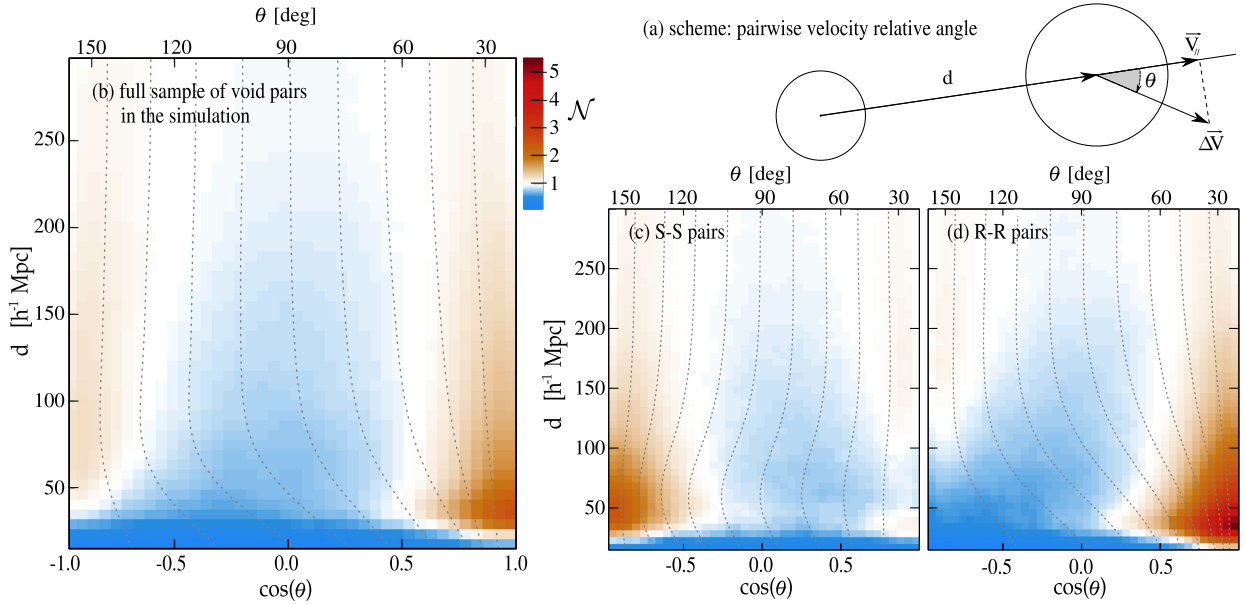 θ [deg]
150 120 90 60 30
(b) full sample of void pairs
in the simulation
250
200
150
100
50
d [h⁻¹ Mpc]
-1.0 -0.5 0.0 0.5 1.0
cos(θ)
5
4
3
2
1
𝒩
(a) scheme: pairwise velocity relative angle
d
V⃗∥
θ
ΔV⃗
θ [deg]
150 120 90 60 30
(c) S-S pairs
250
200
150
100
50
d [h⁻¹ Mpc]
-0.5 0.0 0.5
cos(θ)
θ [deg]
150 120 90 60 30
(d) R-R pairs
-0.5 0.0 0.5
cos(θ)